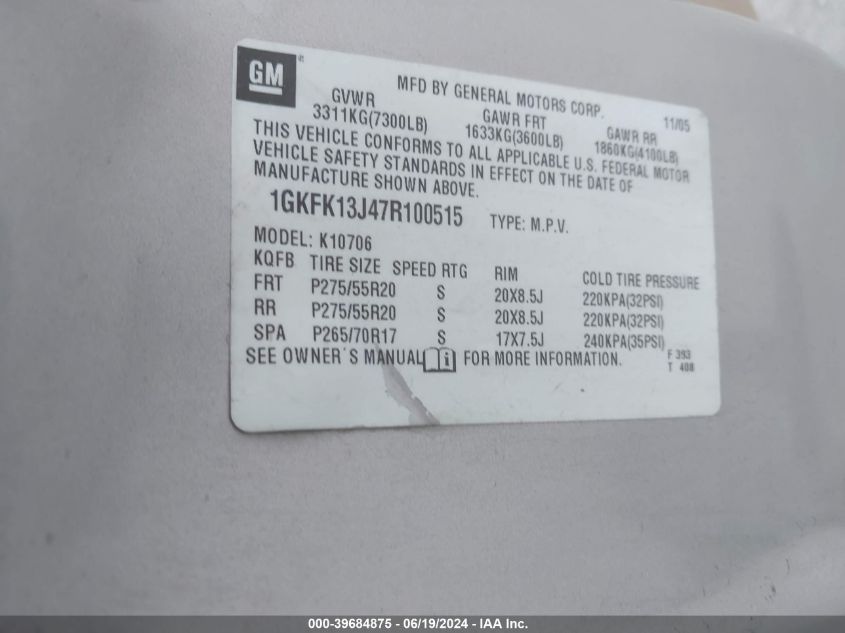 GM
MFD BY GENERAL MOTORS CORP. 11/05
GVWR GAWR FRT GAWR RR
3311KG(7300LB) 1633KG(3600LB) 1860KG(4100LB)
THIS VEHICLE CONFORMS TO ALL APPLICABLE U.S. FEDERAL MOTOR
VEHICLE SAFETY STANDARDS IN EFFECT ON THE DATE OF
MANUFACTURE SHOWN ABOVE.
1GKFK13J47R100515 TYPE: M.P.V.
MODEL: K10706
KQFB TIRE SIZE SPEED RTG RIM COLD TIRE PRESSURE
FRT P275/55R20 S 20X8.5J 220KPA(32PSI)
RR P275/55R20 S 20X8.5J 220KPA(32PSI)
SPA P265/70R17 S 17X7.5J 240KPA(35PSI)
SEE OWNER'S MANUAL i FOR MORE INFORMATION. F 393
T 408
000-39684875 - 06/19/2024 - IAA Inc.